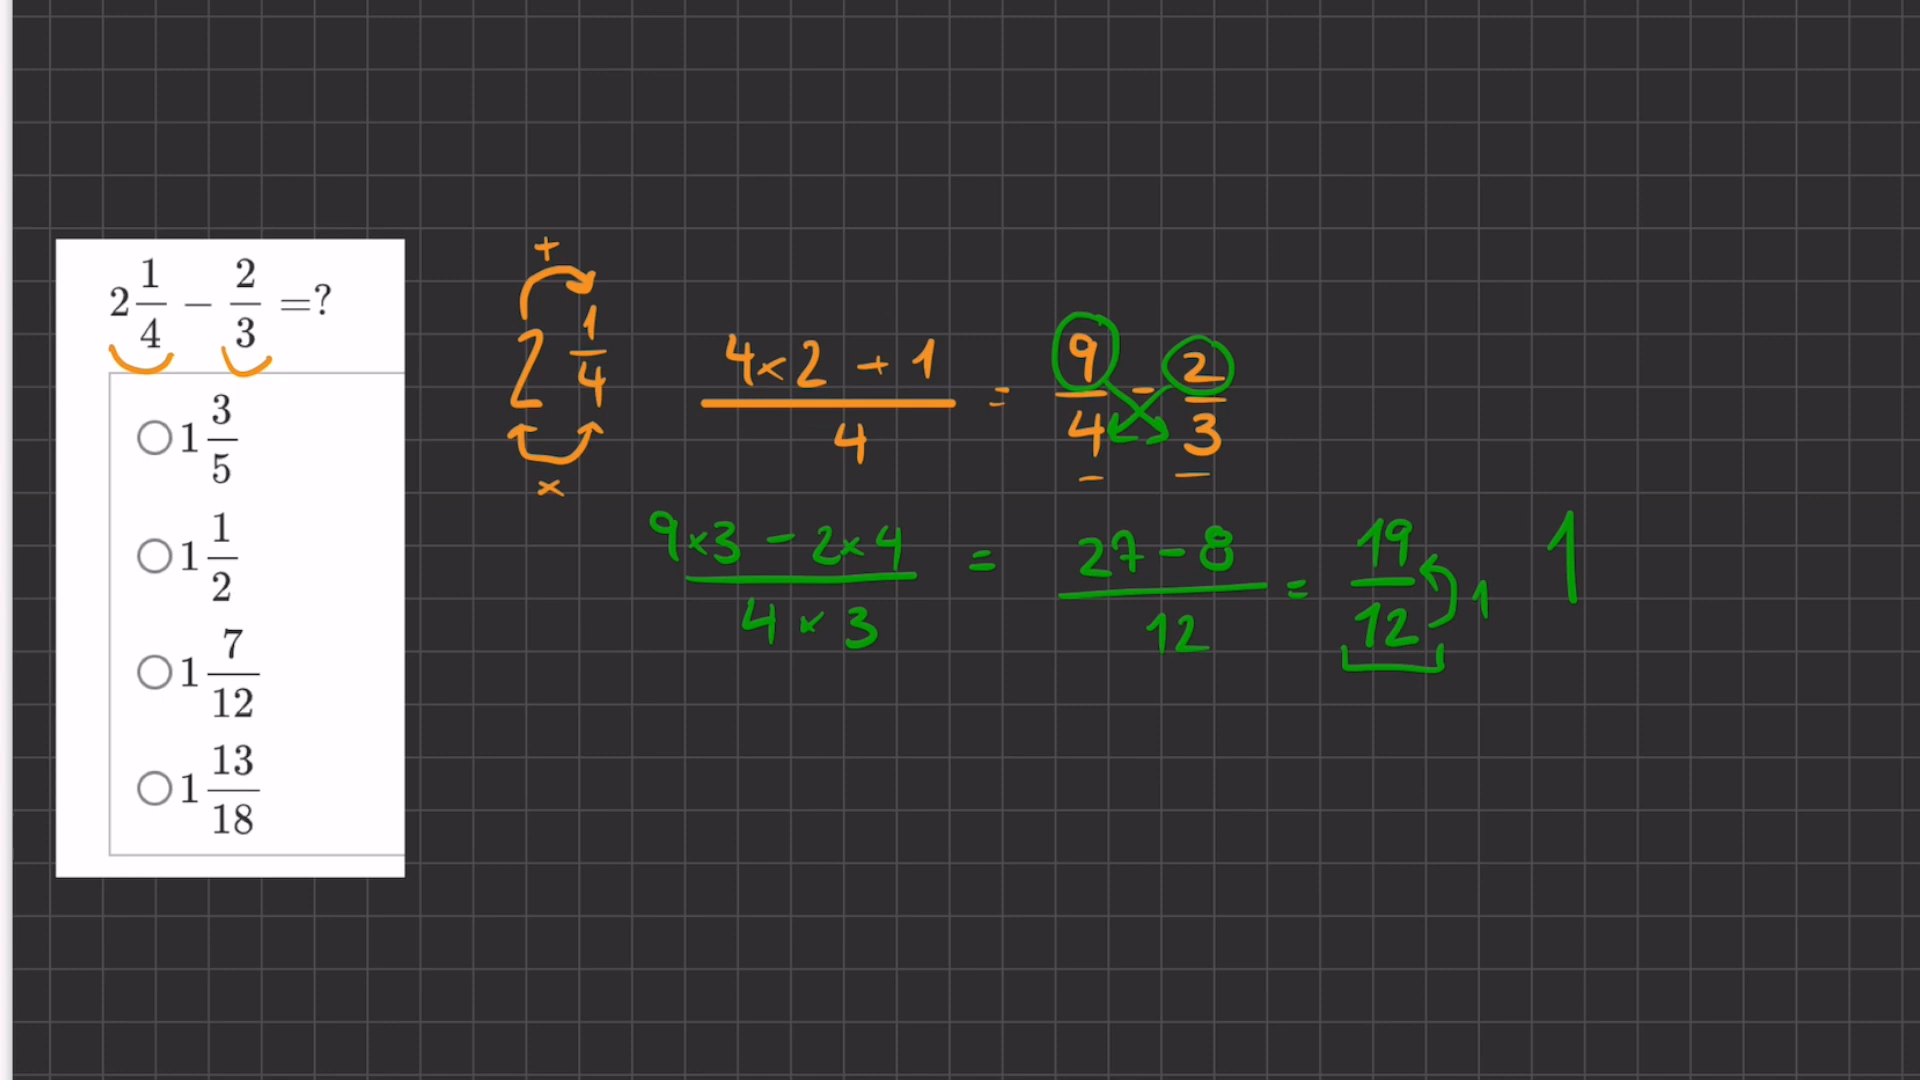 2 1/4 − 2/3 =?
1 3/5
1 1/2
1 7/12
1 13/18
+
2 1/4
×
(4×2 + 1)/4 = 9/4 - 2/3
(9×3 − 2×4)/(4×3) = (27 − 8)/12 = 19/12 1 1